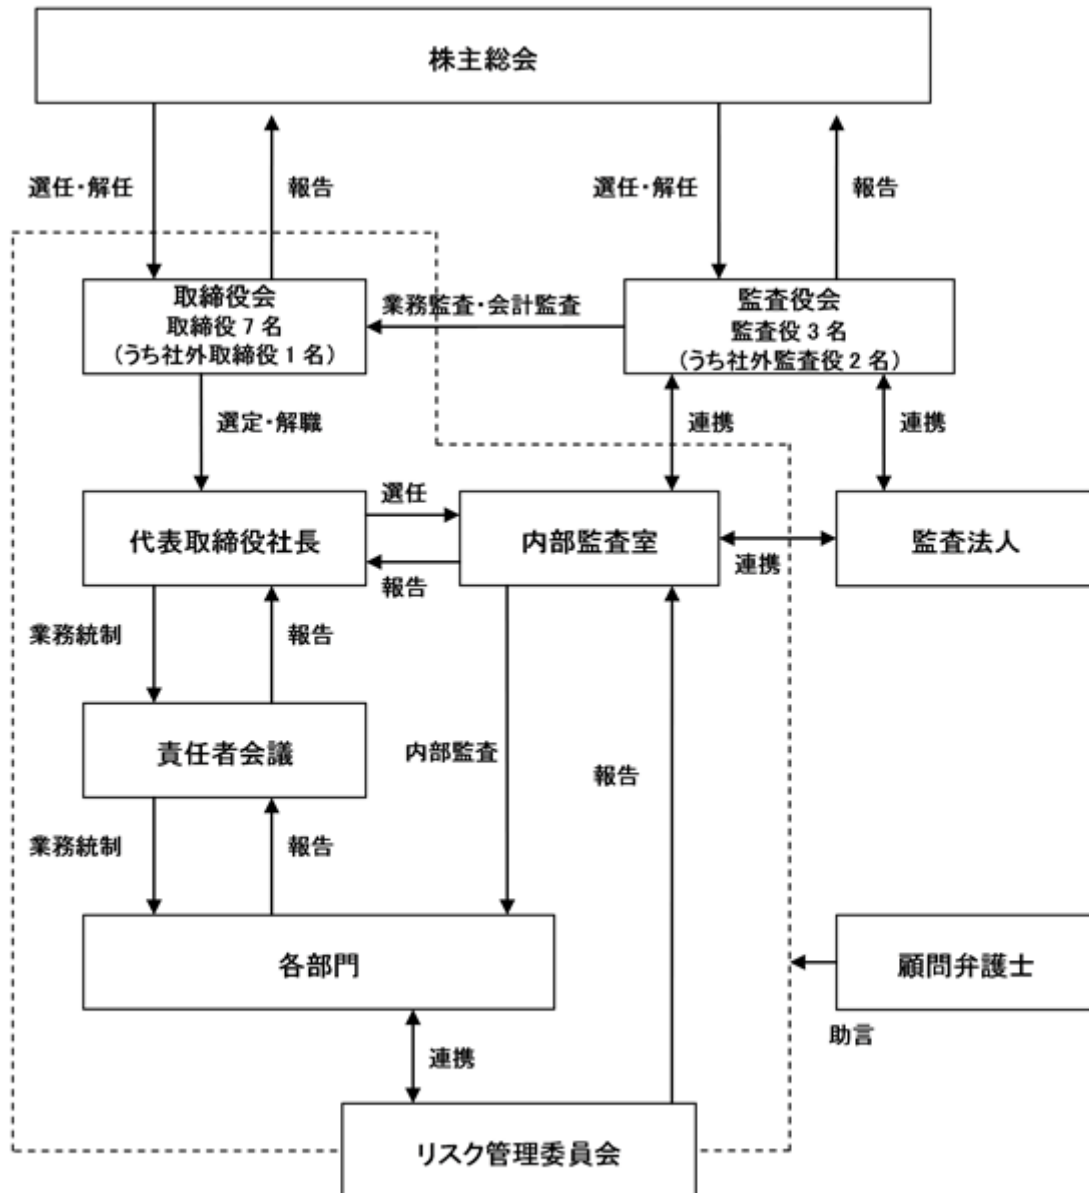 株主総会
選任・解任
報告
選任・解任
報告
取締役会
取締役7名
(うち社外取締役1名)
業務監査・会計監査
監査役会
監査役3名
(うち社外監査役2名)
選定・解職
連携
連携
代表取締役社長
選任
報告
内部監査室
連携
監査法人
業務統制
報告
責任者会議
内部監査
報告
業務統制
報告
各部門
顧問弁護士
助言
連携
リスク管理委員会